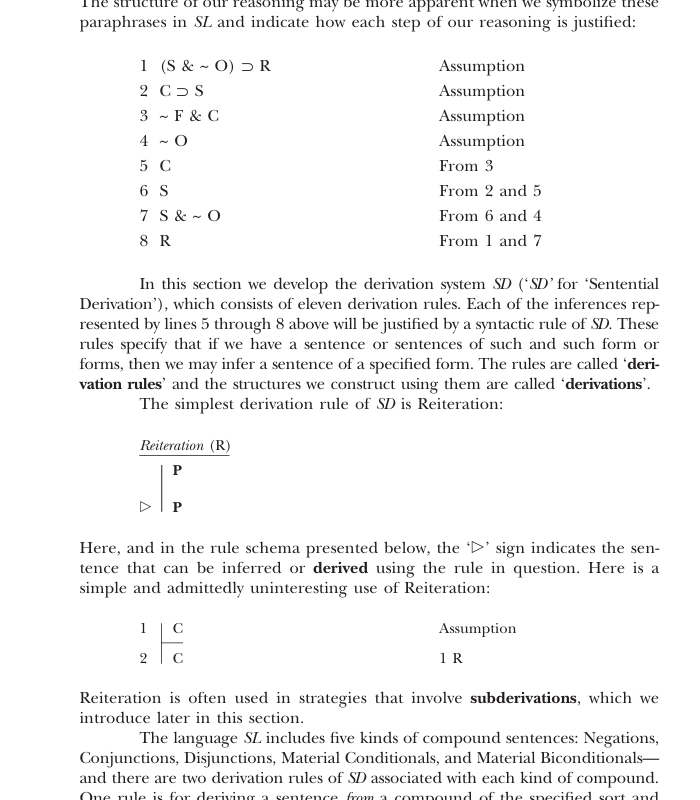 The structure of our reasoning may be more apparent when we symbolize these
paraphrases in SL and indicate how each step of our reasoning is justified:
1 (S & ~ O) ⊃ R Assumption
2 C ⊃ S Assumption
3 ~ F & C Assumption
4 ~ O Assumption
5 C From 3
6 S From 2 and 5
7 S & ~ O From 6 and 4
8 R From 1 and 7
In this section we develop the derivation system SD (‘SD’ for ‘Sentential
Derivation’), which consists of eleven derivation rules. Each of the inferences rep-
resented by lines 5 through 8 above will be justified by a syntactic rule of SD. These
rules specify that if we have a sentence or sentences of such and such form or
forms, then we may infer a sentence of a specified form. The rules are called ‘deri-
vation rules’ and the structures we construct using them are called ‘derivations’.
The simplest derivation rule of SD is Reiteration:
Reiteration (R)
P
▷ P
Here, and in the rule schema presented below, the ‘▷’ sign indicates the sen-
tence that can be inferred or derived using the rule in question. Here is a
simple and admittedly uninteresting use of Reiteration:
1 C Assumption
2 C 1 R
Reiteration is often used in strategies that involve subderivations, which we
introduce later in this section.
The language SL includes five kinds of compound sentences: Negations,
Conjunctions, Disjunctions, Material Conditionals, and Material Biconditionals—
and there are two derivation rules of SD associated with each kind of compound.
One rule is for deriving a sentence from a compound of the specified sort and